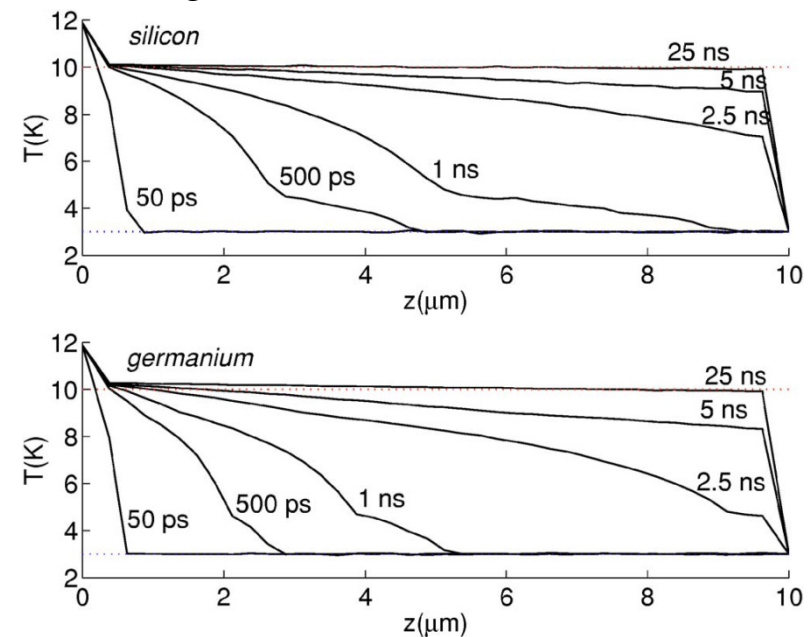 silicon
T(K)
12
10
8
6
4
2
25 ns
5 ns
2.5 ns
1 ns
500 ps
50 ps
0 2 4 6 8 10
z(μm)
germanium
T(K)
12
10
8
6
4
2
25 ns
5 ns
2.5 ns
1 ns
500 ps
50 ps
0 2 4 6 8 10
z(μm)